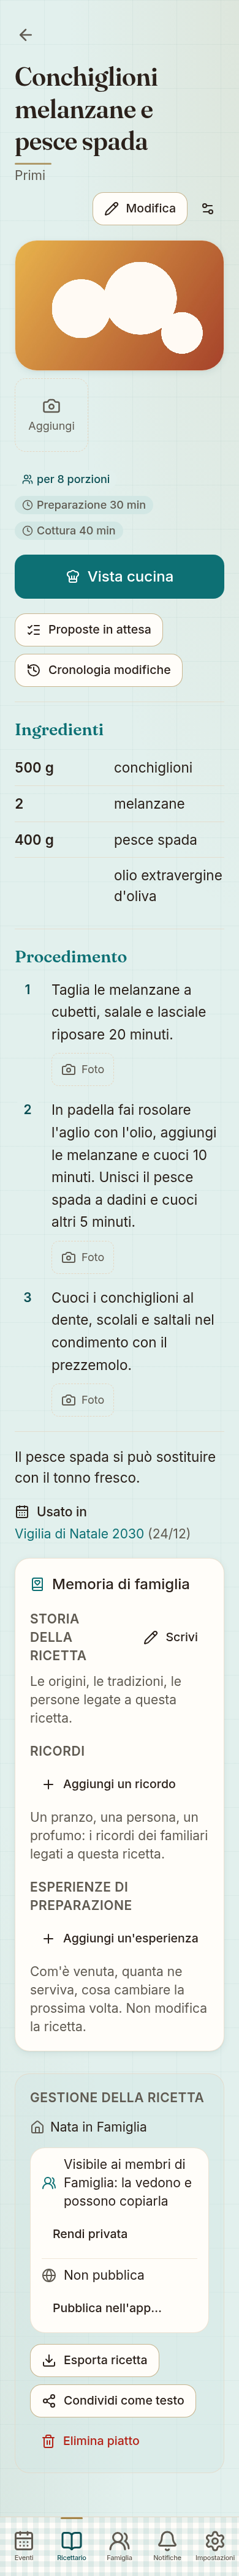 Conchiglioni
melanzane e
pesce spada
Primi
Modifica
Aggiungi
per 8 porzioni
Preparazione 30 min
Cottura 40 min
Vista cucina
Proposte in attesa
Cronologia modifiche
Ingredienti
500 g conchiglioni
2 melanzane
400 g pesce spada
olio extravergine
d'oliva
Procedimento
1 Taglia le melanzane a
cubetti, salale e lasciale
riposare 20 minuti.
Foto
2 In padella fai rosolare
l'aglio con l'olio, aggiungi
le melanzane e cuoci 10
minuti. Unisci il pesce
spada a dadini e cuoci
altri 5 minuti.
Foto
3 Cuoci i conchiglioni al
dente, scolali e saltali nel
condimento con il
prezzemolo.
Foto
Il pesce spada si può sostituire
con il tonno fresco.
Usato in
Vigilia di Natale 2030 (24/12)
Memoria di famiglia
STORIA
DELLA
RICETTA
Scrivi
Le origini, le tradizioni, le
persone legate a questa
ricetta.
RICORDI
Aggiungi un ricordo
Un pranzo, una persona, un
profumo: i ricordi dei familiari
legati a questa ricetta.
ESPERIENZE DI
PREPARAZIONE
Aggiungi un'esperienza
Com'è venuta, quanta ne
serviva, cosa cambiare la
prossima volta. Non modifica
la ricetta.
GESTIONE DELLA RICETTA
Nata in Famiglia
Visibile ai membri di
Famiglia: la vedono e
possono copiarla
Rendi privata
Non pubblica
Pubblica nell'app...
Esporta ricetta
Condividi come testo
Elimina piatto
Eventi Ricettario Famiglia Notifiche Impostazioni